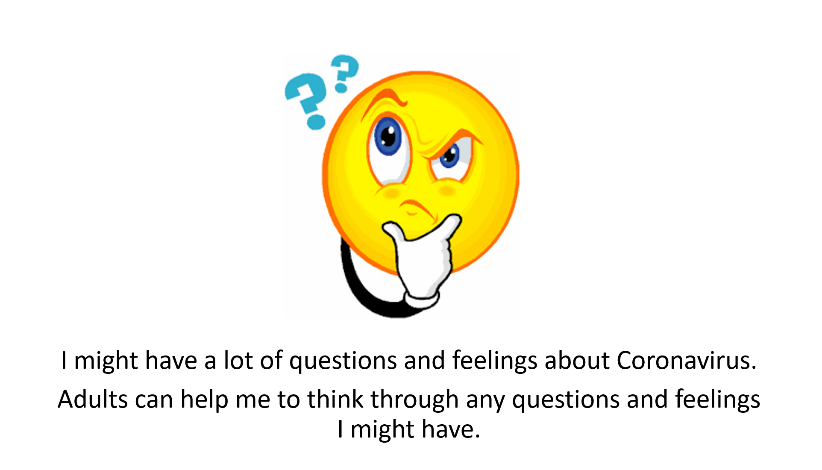 ? ?
I might have a lot of questions and feelings about Coronavirus.
Adults can help me to think through any questions and feelings
I might have.